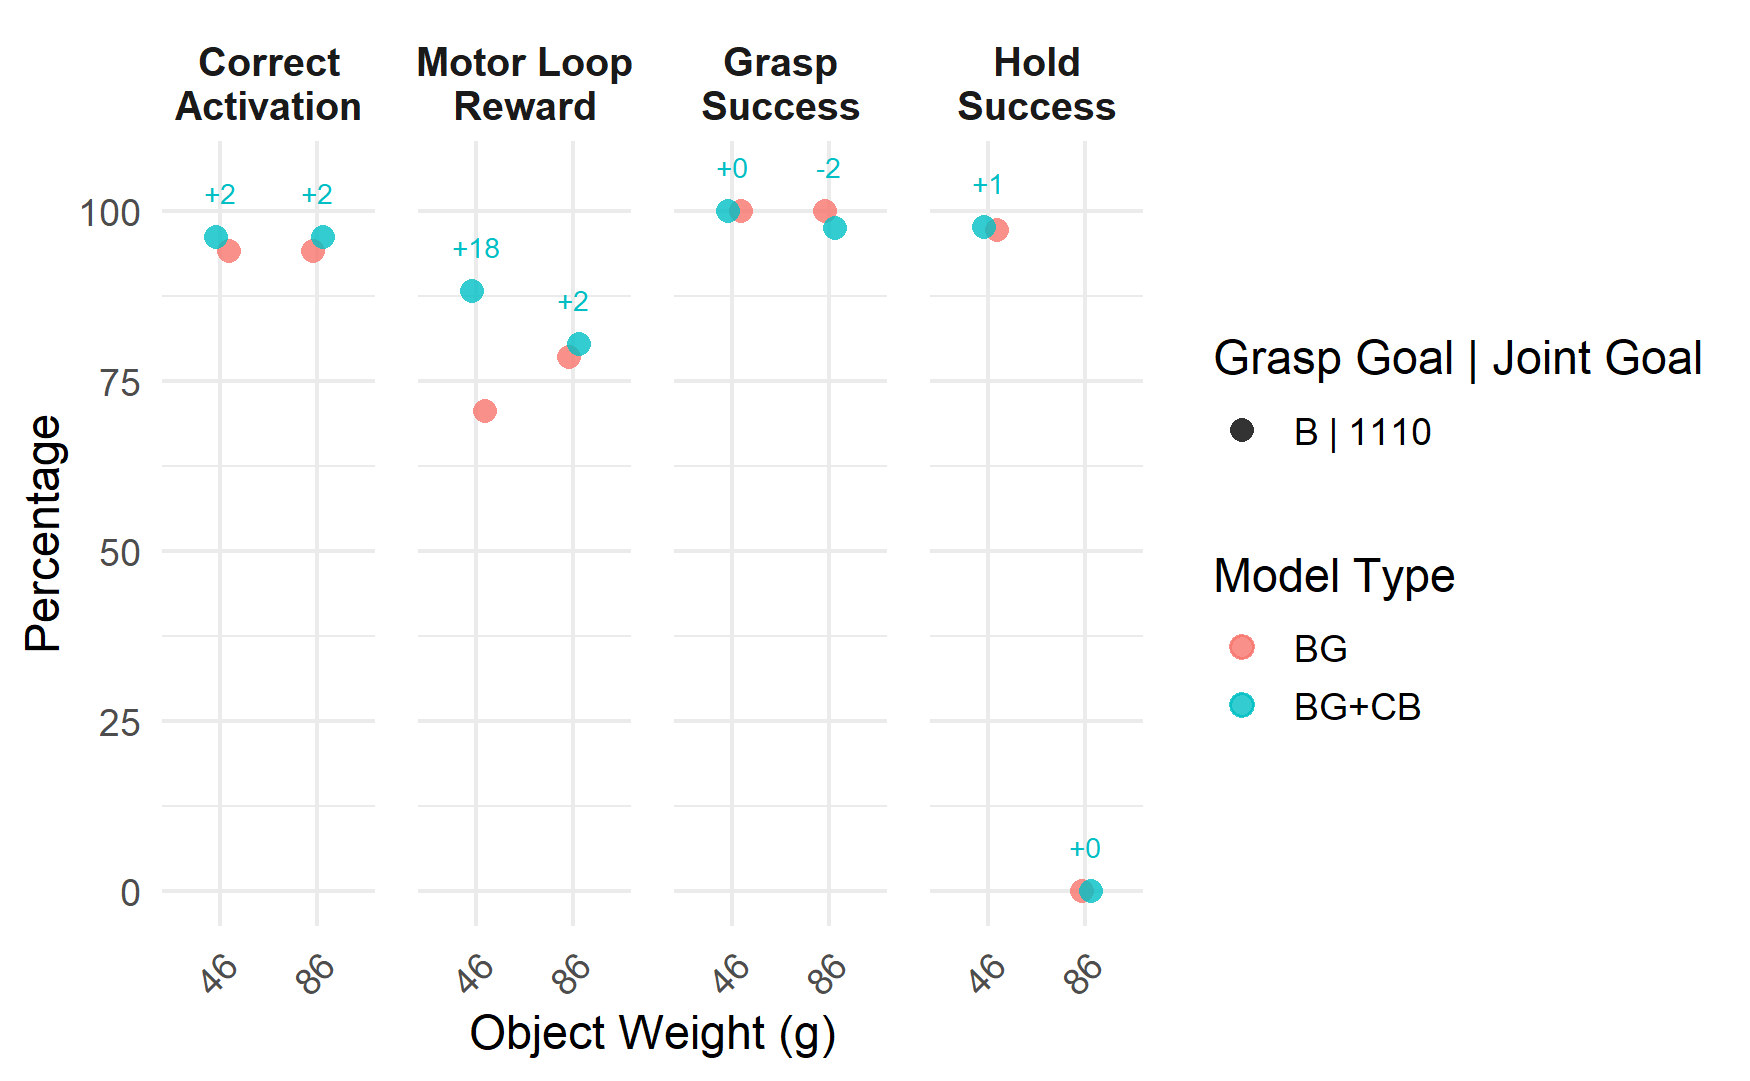 Correct
Activation
Motor Loop
Reward
Grasp
Success
Hold
Success
+2
+2
+18
+2
+0
-2
+1
+0
100
75
50
25
0
Percentage
46
86
46
86
46
86
46
86
Object Weight (g)
Grasp Goal | Joint Goal
B | 1110
Model Type
BG
BG+CB